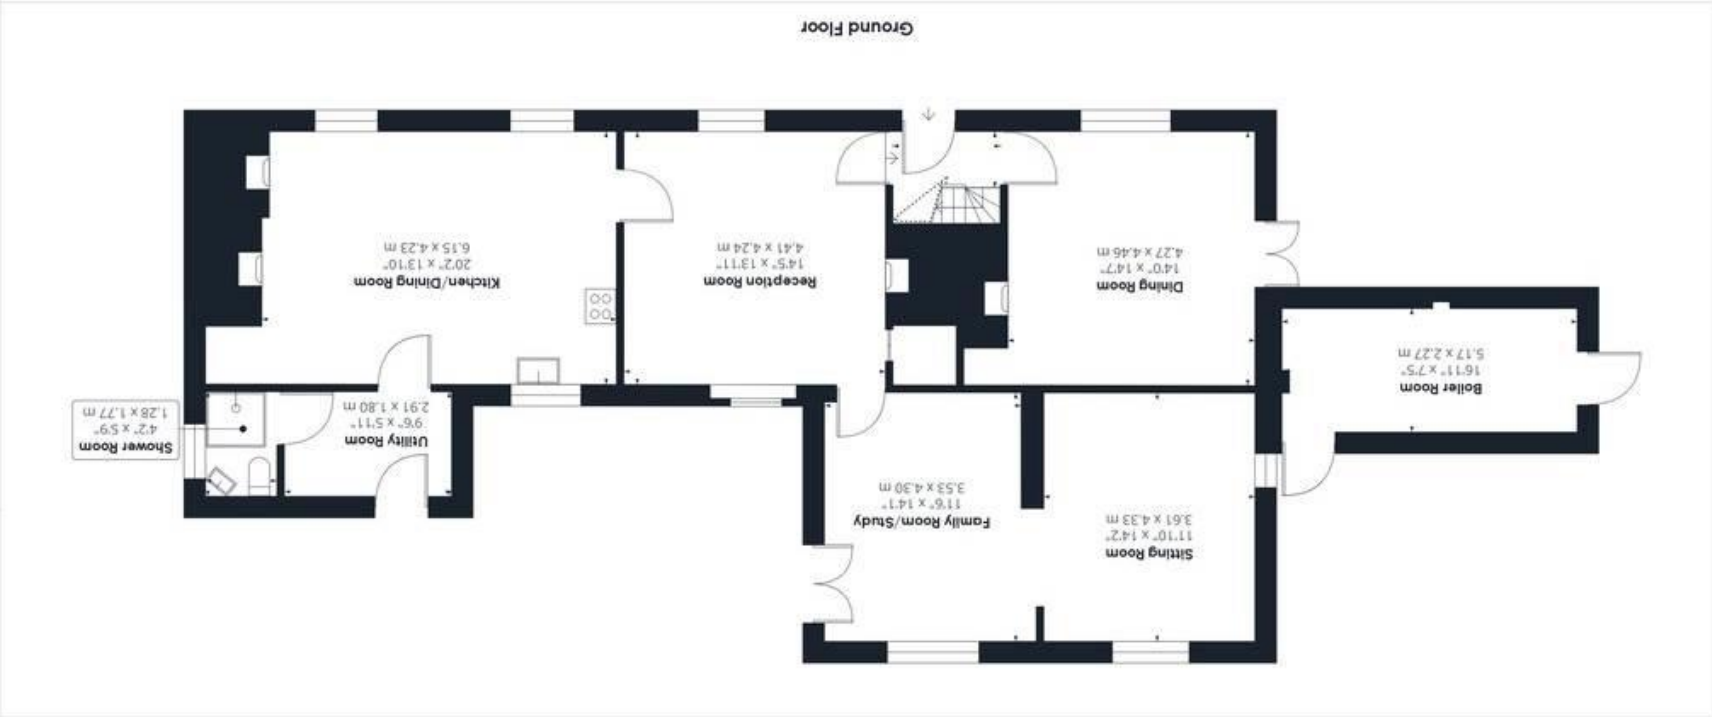 Sitting Room
11'10" x 14'2"
3.61 x 4.33 m
Family Room/Study
11'6" x 14'1"
3.53 x 4.30 m
Shower Room
4'2" x 5'9"
1.28 x 1.77 m
Utility Room
9'6" x 5'11"
2.91 x 1.80 m
Boiler Room
16'11" x 7'5"
5.17 x 2.27 m
Dining Room
14'0" x 14'7"
4.27 x 4.46 m
Reception Room
14'5" x 13'11"
4.41 x 4.24 m
Kitchen/Dining Room
20'2" x 13'10"
6.15 x 4.23 m
Ground Floor